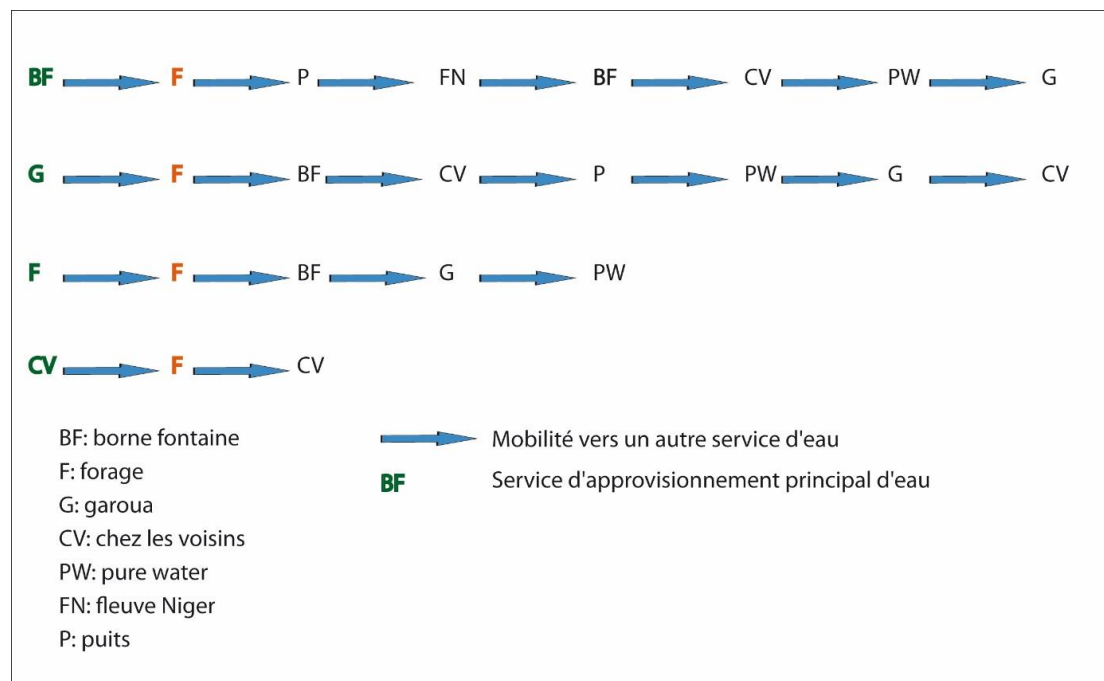 BF F P FN BF CV PW G
G F BF CV P PW G CV
F F BF G PW
CV F CV
BF: borne fontaine
F: forage
G: garoua
CV: chez les voisins
PW: pure water
FN: fleuve Niger
P: puits
Mobilité vers un autre service d'eau
BF Service d'approvisionnement principal d'eau